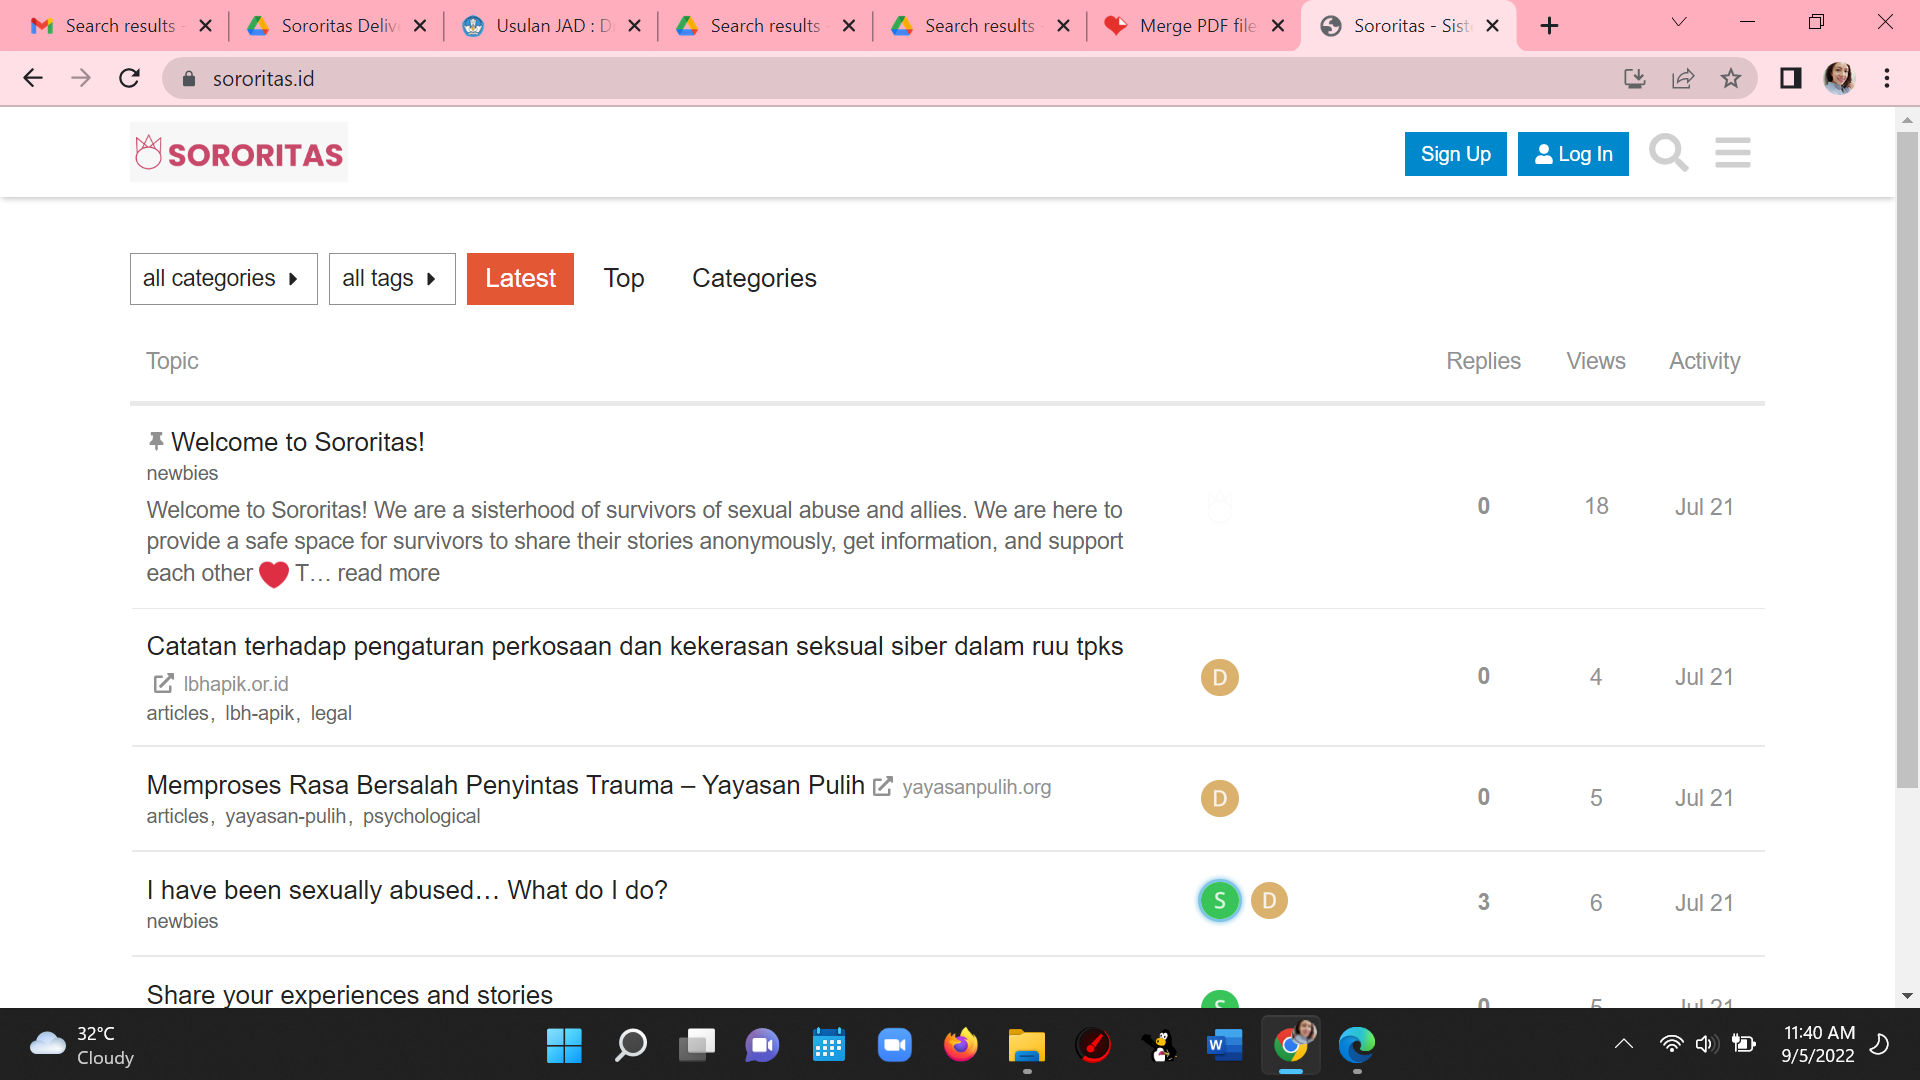 Search results -
Sororitas Delive
Usulan JAD : D
Search results -
Search results -
Merge PDF file
Sororitas - Siste
sororitas.id
SORORITAS
Sign Up
Log In
all categories
all tags
Latest
Top
Categories
Topic
Replies
Views
Activity
Welcome to Sororitas!
newbies
Welcome to Sororitas! We are a sisterhood of survivors of sexual abuse and allies. We are here to
provide a safe space for survivors to share their stories anonymously, get information, and support
each other ❤ T… read more
0
18
Jul 21
Catatan terhadap pengaturan perkosaan dan kekerasan seksual siber dalam ruu tpks
lbhapik.or.id
articles, lbh-apik, legal
D
0
4
Jul 21
Memproses Rasa Bersalah Penyintas Trauma – Yayasan Pulih
yayasanpulih.org
articles, yayasan-pulih, psychological
D
0
5
Jul 21
I have been sexually abused… What do I do?
newbies
S
D
3
6
Jul 21
Share your experiences and stories
S
0
5
Jul 21
32°C
Cloudy
W
11:40 AM
9/5/2022